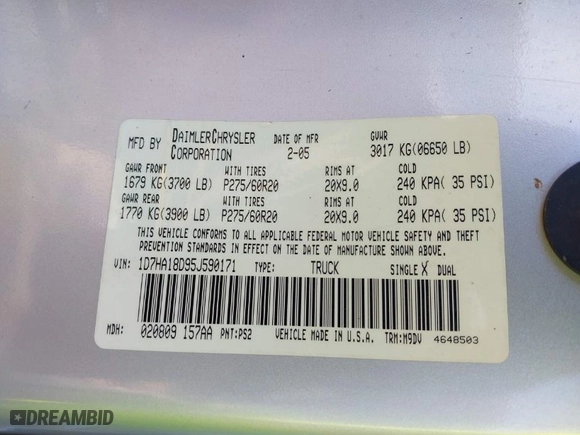 MFD BY DAIMLERCHRYSLER CORPORATION DATE OF MFR 2-05 GVWR 3017 KG(06650 LB)
GAWR FRONT WITH TIRES RIMS AT COLD
1679 KG(3700 LB) P275/60R20 20X9.0 240 KPA( 35 PSI)
GAWR REAR WITH TIRES RIMS AT COLD
1770 KG(3900 LB) P275/60R20 20X9.0 240 KPA( 35 PSI)
THIS VEHICLE CONFORMS TO ALL APPLICABLE FEDERAL MOTOR VEHICLE SAFETY AND THEFT
PREVENTION STANDARDS IN EFFECT ON THE DATE OF MANUFACTURE SHOWN ABOVE.
VIN: 1D7HA18D95J590171 TYPE: TRUCK SINGLE X DUAL
MDH: 020809 157AA PNT:PS2 VEHICLE MADE IN U.S.A. TRM:M9DV 4648503
DREAMBID